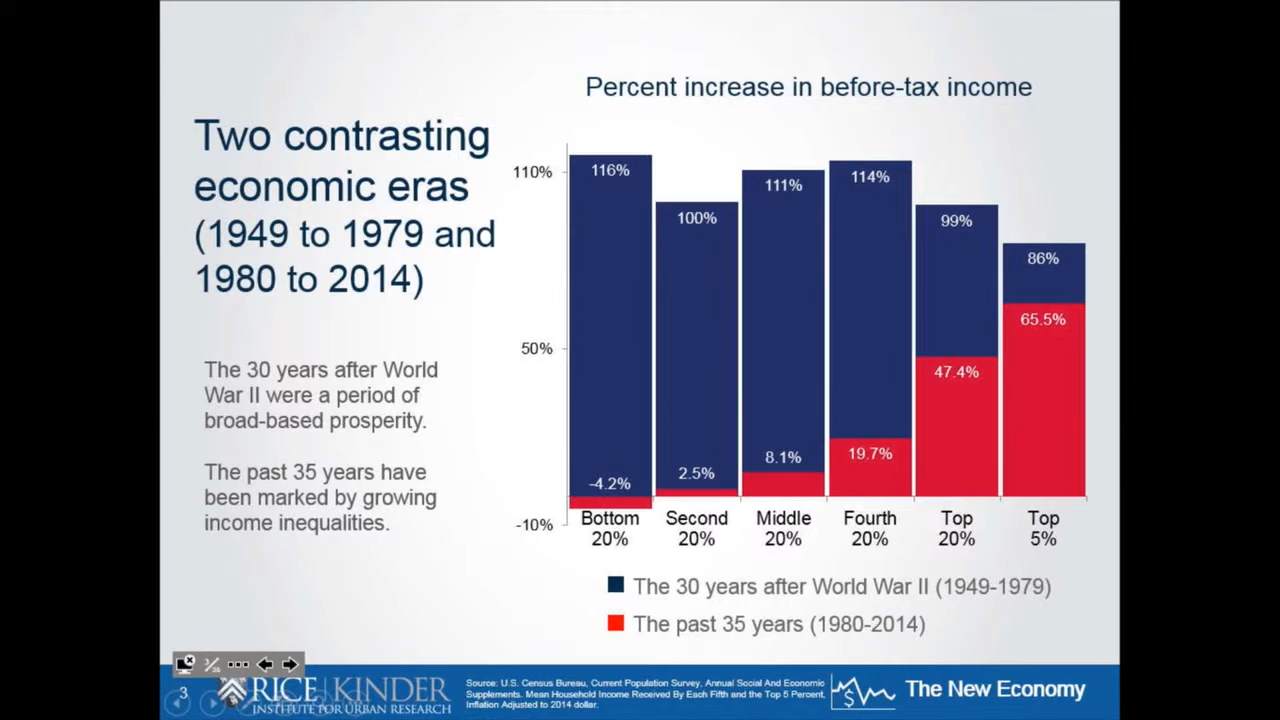 Percent increase in before-tax income
Two contrasting
economic eras
(1949 to 1979 and
1980 to 2014)
The 30 years after World
War II were a period of
broad-based prosperity.
The past 35 years have
been marked by growing
income inequalities.
110%
50%
-10%
116%
100%
111%
114%
99%
86%
-4.2%
2.5%
8.1%
19.7%
47.4%
65.5%
Bottom
20%
Second
20%
Middle
20%
Fourth
20%
Top
20%
Top
5%
The 30 years after World War II (1949-1979)
The past 35 years (1980-2014)
3
RICE | KINDER
INSTITUTE FOR URBAN RESEARCH
Source: U.S. Census Bureau, Current Population Survey, Annual Social And Economic
Supplements. Mean Household Income Received By Each Fifth and the Top 5 Percent,
Inflation Adjusted to 2014 dollar.
$
The New Economy